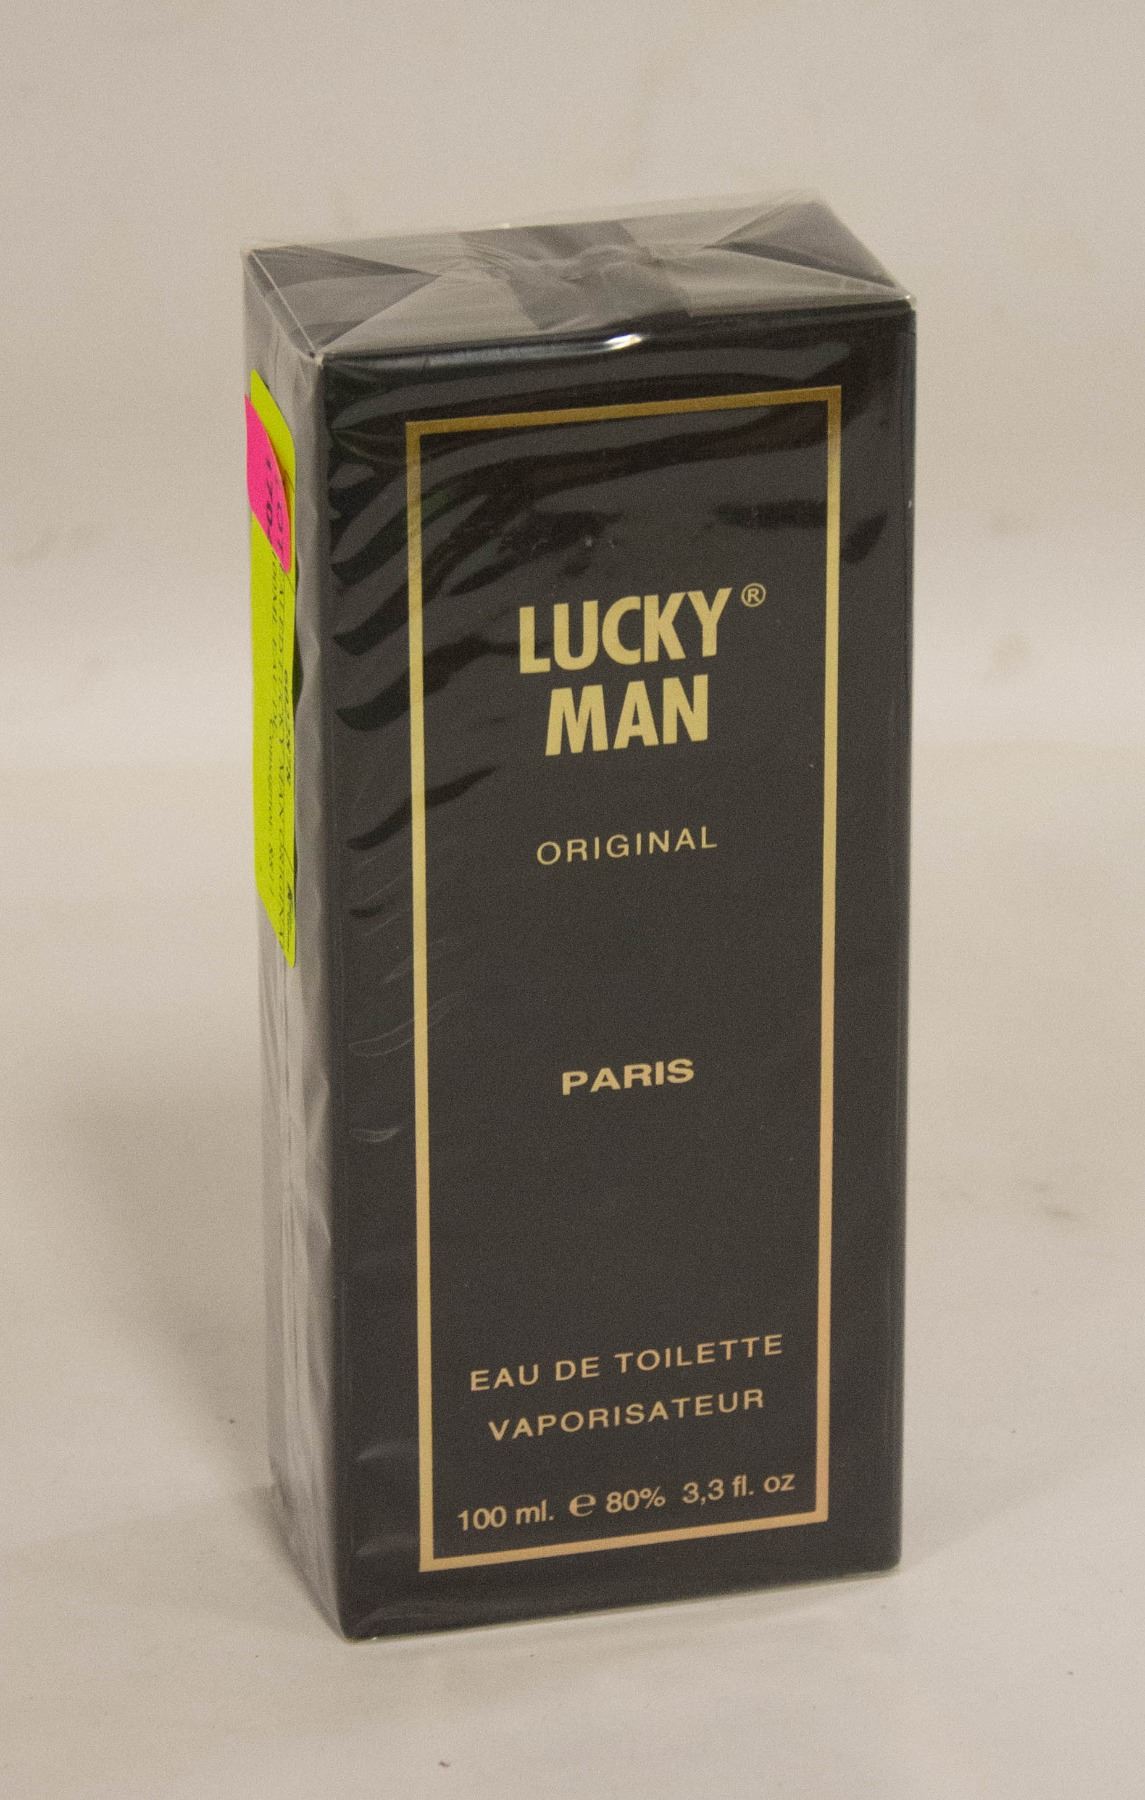 LUCKY®
MAN
ORIGINAL
PARIS
EAU DE TOILETTE
VAPORISATEUR
100 ml. ℮ 80% 3,3 fl. oz